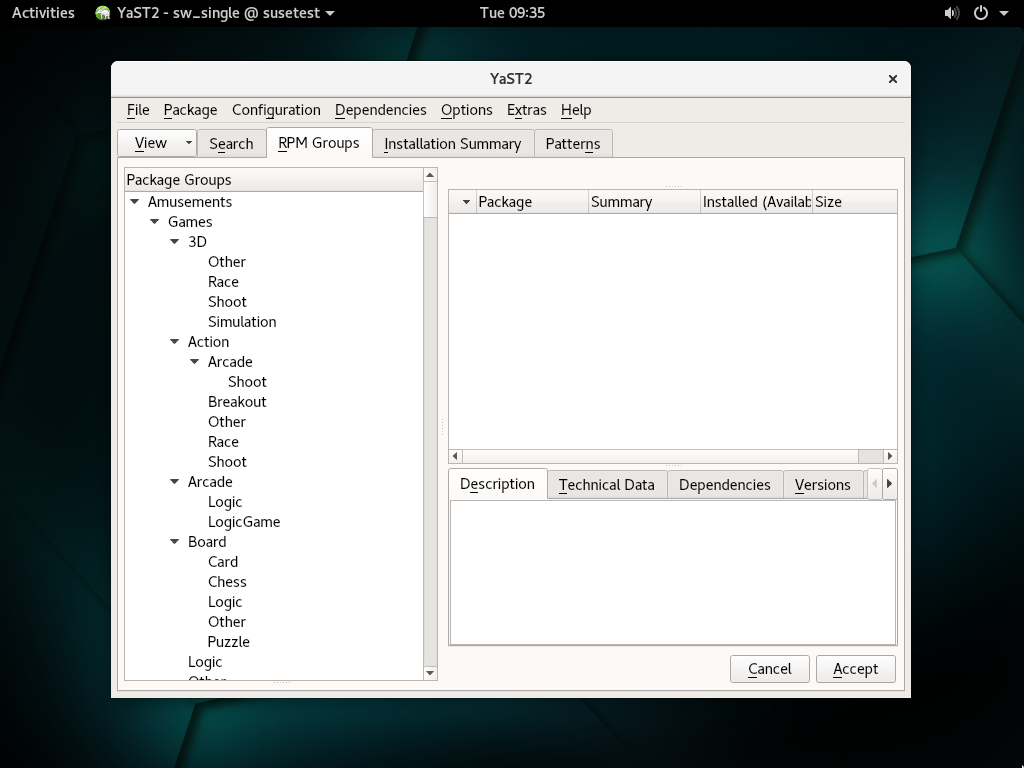 Activities YaST2 - sw_single @ susetest Tue 09:35
YaST2
File Package Configuration Dependencies Options Extras Help
View Search RPM Groups Installation Summary Patterns
Package Groups
Amusements
Games
3D
Other
Race
Shoot
Simulation
Action
Arcade
Shoot
Breakout
Other
Race
Shoot
Arcade
Logic
LogicGame
Board
Card
Chess
Logic
Other
Puzzle
Logic
Other
Package Summary Installed (Availab Size
Description Technical Data Dependencies Versions
Cancel Accept